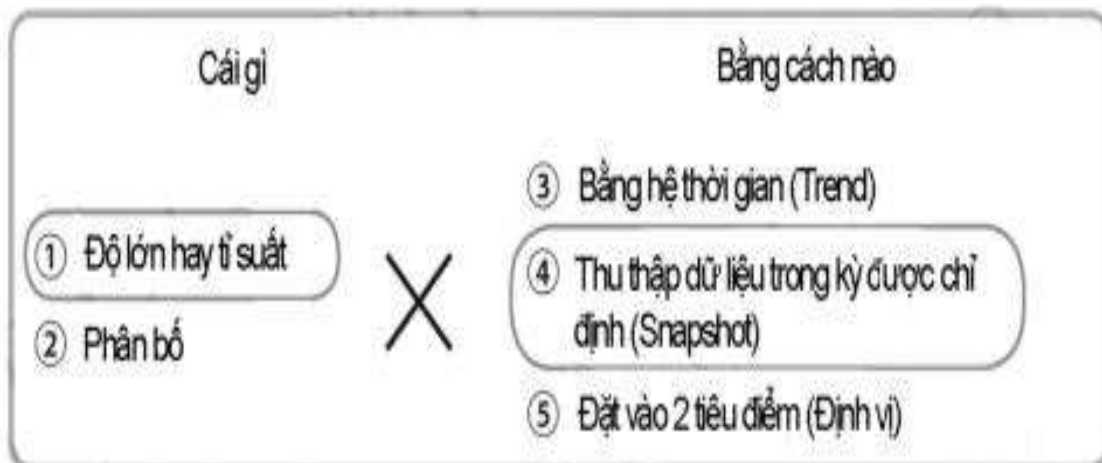 Cái gì
Bằng cách nào
① Độ lớn hay tỉ suất
② Phân bố
③ Bằng hệ thời gian (Trend)
④ Thu thập dữ liệu trong kỳ được chỉ
định (Snapshot)
⑤ Đặt vào 2 tiêu điểm (Định vị)